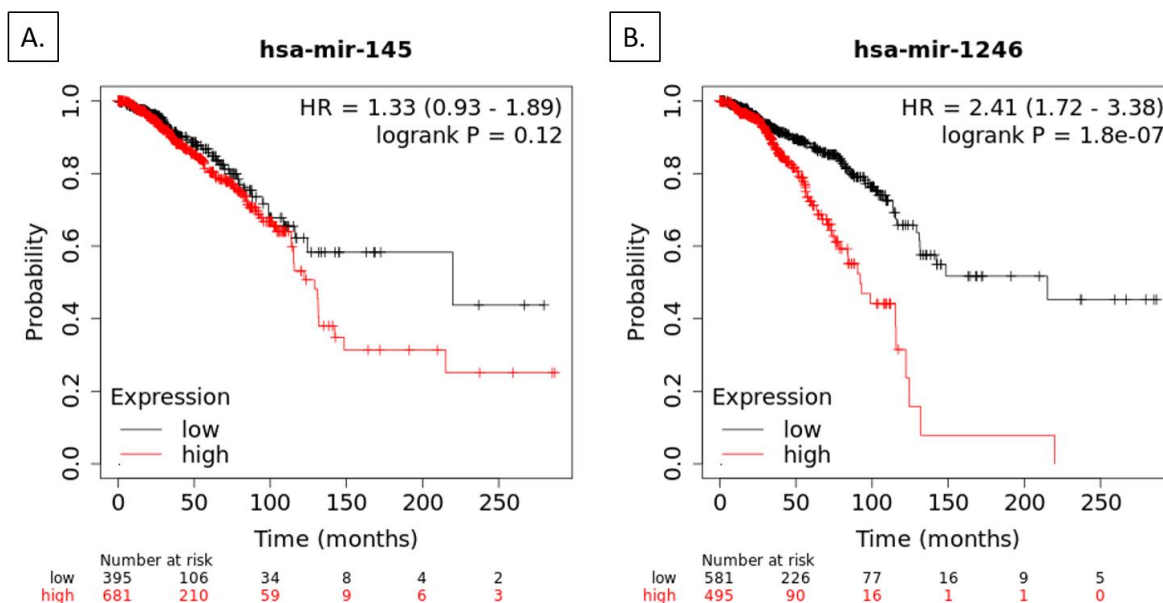 A.
hsa-mir-145
HR = 1.33 (0.93 - 1.89)
logrank P = 0.12
Probability
1.0
0.8
0.6
0.4
0.2
0.0
Expression
low
high
0 50 100 150 200 250
Time (months)
Number at risk
low 395 106 34 8 4 2
high 681 210 59 9 6 3
B.
hsa-mir-1246
HR = 2.41 (1.72 - 3.38)
logrank P = 1.8e-07
Probability
1.0
0.8
0.6
0.4
0.2
0.0
Expression
low
high
0 50 100 150 200 250
Time (months)
Number at risk
low 581 226 77 16 9 5
high 495 90 16 1 1 0